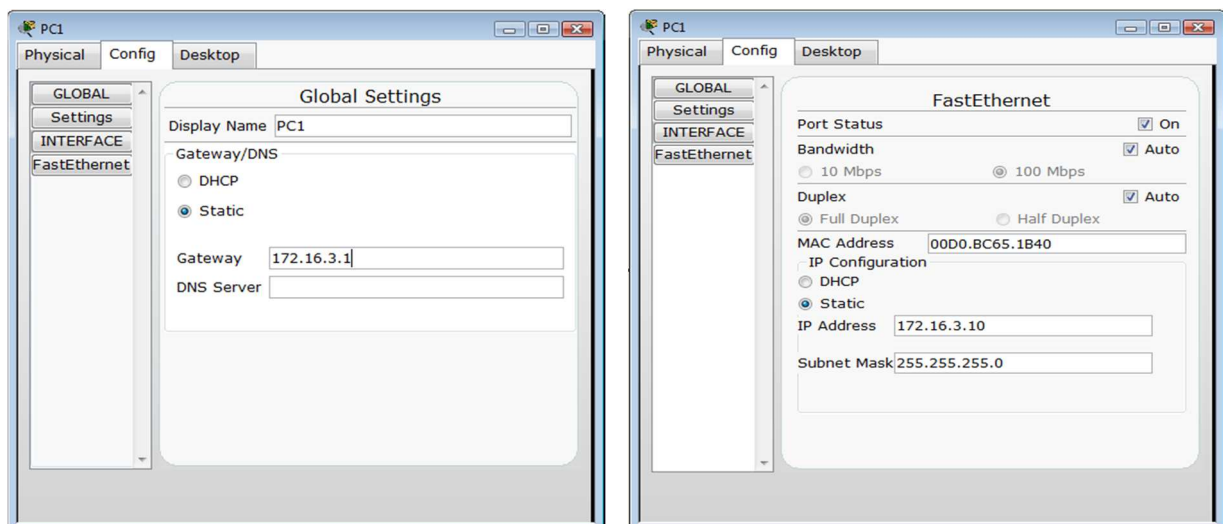 PC1
Physical Config Desktop
GLOBAL
Settings
INTERFACE
FastEthernet
Global Settings
Display Name PC1
Gateway/DNS
DHCP
Static
Gateway 172.16.3.1
DNS Server
PC1
Physical Config Desktop
GLOBAL
Settings
INTERFACE
FastEthernet
FastEthernet
Port Status On
Bandwidth Auto
10 Mbps 100 Mbps
Duplex Auto
Full Duplex Half Duplex
MAC Address 00D0.BC65.1B40
IP Configuration
DHCP
Static
IP Address 172.16.3.10
Subnet Mask 255.255.255.0